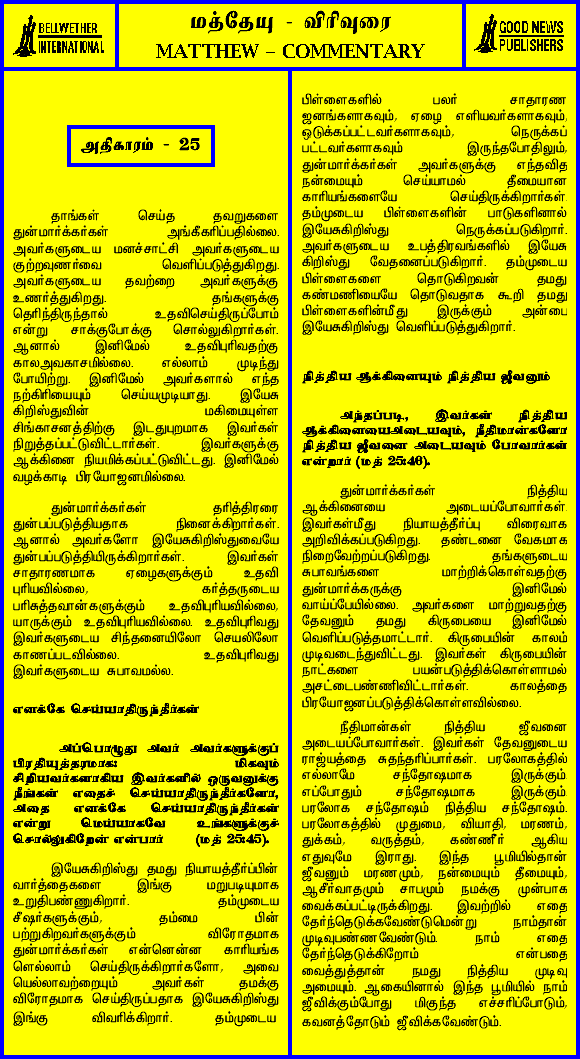 BELLWETHER
INTERNATIONAL
மத்தேயு - விரிவுரை
MATTHEW – COMMENTARY
GOOD NEWS
PUBLISHERS
அதிகாரம் - 25
தாங்கள் செய்த தவறுகளை
துன்மார்க்கர்கள் அங்கீகரிப்பதில்லை.
அவர்களுடைய மனச்சாட்சி அவர்களுடைய
குற்றவுணர்வை வெளிப்படுத்துகிறது.
அவர்களுடைய தவற்றை அவர்களுக்கு
உணர்த்துகிறது. தங்களுக்கு
தெரிந்திருந்தால் உதவிசெய்திருப்போம்
என்று சாக்குபோக்கு சொல்லுகிறார்கள்.
ஆனால் இனிமேல் உதவிபுரிவதற்கு
காலஅவகாசமில்லை. எல்லாம் முடிந்து
போயிற்று. இனிமேல் அவர்களால் எந்த
நற்கிரியையும் செய்யமுடியாது. இயேசு
கிறிஸ்துவின் மகிமையுள்ள
சிங்காசனத்திற்கு இடதுபுறமாக இவர்கள்
நிறுத்தப்பட்டுவிட்டார்கள். இவர்களுக்கு
ஆக்கினை நியமிக்கப்பட்டுவிட்டது. இனிமேல்
வழக்காடி பிரயோஜனமில்லை.
துன்மார்க்கர்கள் தரித்திரரை
துன்பப்படுத்தியதாக நினைக்கிறார்கள்.
ஆனால் அவர்களோ இயேசுகிறிஸ்துவையே
துன்பப்படுத்தியிருக்கிறார்கள். இவர்கள்
சாதாரணமாக ஏழைகளுக்கும் உதவி
புரியவில்லை, கர்த்தருடைய
பரிசுத்தவான்களுக்கும் உதவிபுரியவில்லை,
யாருக்கும் உதவிபுரியவில்லை. உதவிபுரிவது
இவர்களுடைய சிந்தனையிலோ செயலிலோ
காணப்படவில்லை. உதவிபுரிவது
இவர்களுடைய சுபாவமல்ல.
எனக்கே செய்யாதிருந்தீர்கள்
அப்பொழுது அவர் அவர்களுக்குப்
பிரதியுத்தரமாக: மிகவும்
சிறியவர்களாகிய இவர்களில் ஒருவனுக்கு
நீங்கள் எதைச் செய்யாதிருந்தீர்களோ,
அதை எனக்கே செய்யாதிருந்தீர்கள்
என்று மெய்யாகவே உங்களுக்குச்
சொல்லுகிறேன் என்பார் (மத் 25:45).
இயேசுகிறிஸ்து தமது நியாயத்தீர்ப்பின்
வார்த்தைகளை இங்கு மறுபடியுமாக
உறுதிபண்ணுகிறார். தம்முடைய
சீஷர்களுக்கும், தம்மை பின்
பற்றுகிறவர்களுக்கும் விரோதமாக
துன்மார்க்கர்கள் என்னென்ன காரியங்க
ளெல்லாம் செய்திருக்கிறார்களோ, அவை
யெல்லாவற்றையும் அவர்கள் தமக்கு
விரோதமாக செய்திருப்பதாக இயேசுகிறிஸ்து
இங்கு விவரிக்கிறார். தம்முடைய
பிள்ளைகளில் பலர் சாதாரண
ஜனங்களாகவும், ஏழை எளியவர்களாகவும்,
ஒடுக்கப்பட்டவர்களாகவும், நெருக்கப்
பட்டவர்களாகவும் இருந்தபோதிலும்,
துன்மார்க்கர்கள் அவர்களுக்கு எந்தவித
நன்மையும் செய்யாமல் தீமையான
காரியங்களையே செய்திருக்கிறார்கள்.
தம்முடைய பிள்ளைகளின் பாடுகளினால்
இயேசுகிறிஸ்து நெருக்கப்படுகிறார்.
அவர்களுடைய உபத்திரவங்களில் இயேசு
கிறிஸ்து வேதனைப்படுகிறார். தம்முடைய
பிள்ளைகளை தொடுகிறவன் தமது
கண்மணியையே தொடுவதாக கூறி தமது
பிள்ளைகளின்மீது இருக்கும் அன்பை
இயேசுகிறிஸ்து வெளிப்படுத்துகிறார்.
நித்திய ஆக்கினையும் நித்திய ஜீவனும்
அந்தப்படி, இவர்கள் நித்திய
ஆக்கினையைஅடையவும், நீதிமான்களோ
நித்திய ஜீவனை அடையவும் போவார்கள்
என்றார் (மத் 25:46).
துன்மார்க்கர்கள் நித்திய
ஆக்கினையை அடையப்போவார்கள்.
இவர்கள்மீது நியாயத்தீர்ப்பு விரைவாக
அறிவிக்கப்படுகிறது. தண்டனை வேகமாக
நிறைவேற்றப்படுகிறது. தங்களுடைய
சுபாவங்களை மாற்றிக்கொள்வதற்கு
துன்மார்க்கருக்கு இனிமேல்
வாய்ப்பேயில்லை. அவர்களை மாற்றுவதற்கு
தேவனும் தமது கிருபையை இனிமேல்
வெளிப்படுத்தமாட்டார். கிருபையின் காலம்
முடிவடைந்துவிட்டது. இவர்கள் கிருபையின்
நாட்களை பயன்படுத்திக்கொள்ளாமல்
அசட்டைபண்ணிவிட்டார்கள். காலத்தை
பிரயோஜனப்படுத்திக்கொள்ளவில்லை.
நீதிமான்கள் நித்திய ஜீவனை
அடையப்போவார்கள். இவர்கள் தேவனுடைய
ராஜ்யத்தை சுதந்தரிப்பார்கள். பரலோகத்தில்
எல்லாமே சந்தோஷமாக இருக்கும்.
எப்போதும் சந்தோஷமாக இருக்கும்.
பரலோக சந்தோஷம் நித்திய சந்தோஷம்.
பரலோகத்தில் முதுமை, வியாதி, மரணம்,
துக்கம், வருத்தம், கண்ணீர் ஆகிய
எதுவுமே இராது. இந்த பூமியில்தான்
ஜீவனும் மரணமும், நன்மையும் தீமையும்,
ஆசீர்வாதமும் சாபமும் நமக்கு முன்பாக
வைக்கப்பட்டிருக்கிறது. இவற்றில் எதை
தேர்ந்தெடுக்கவேண்டுமென்று நாம்தான்
முடிவுபண்ணவேண்டும். நாம் எதை
தேர்ந்தெடுக்கிறோம் என்பதை
வைத்துத்தான் நமது நித்திய முடிவு
அமையும். ஆகையினால் இந்த பூமியில் நாம்
ஜீவிக்கும்போது மிகுந்த எச்சரிப்போடும்,
கவனத்தோடும் ஜீவிக்கவேண்டும்.